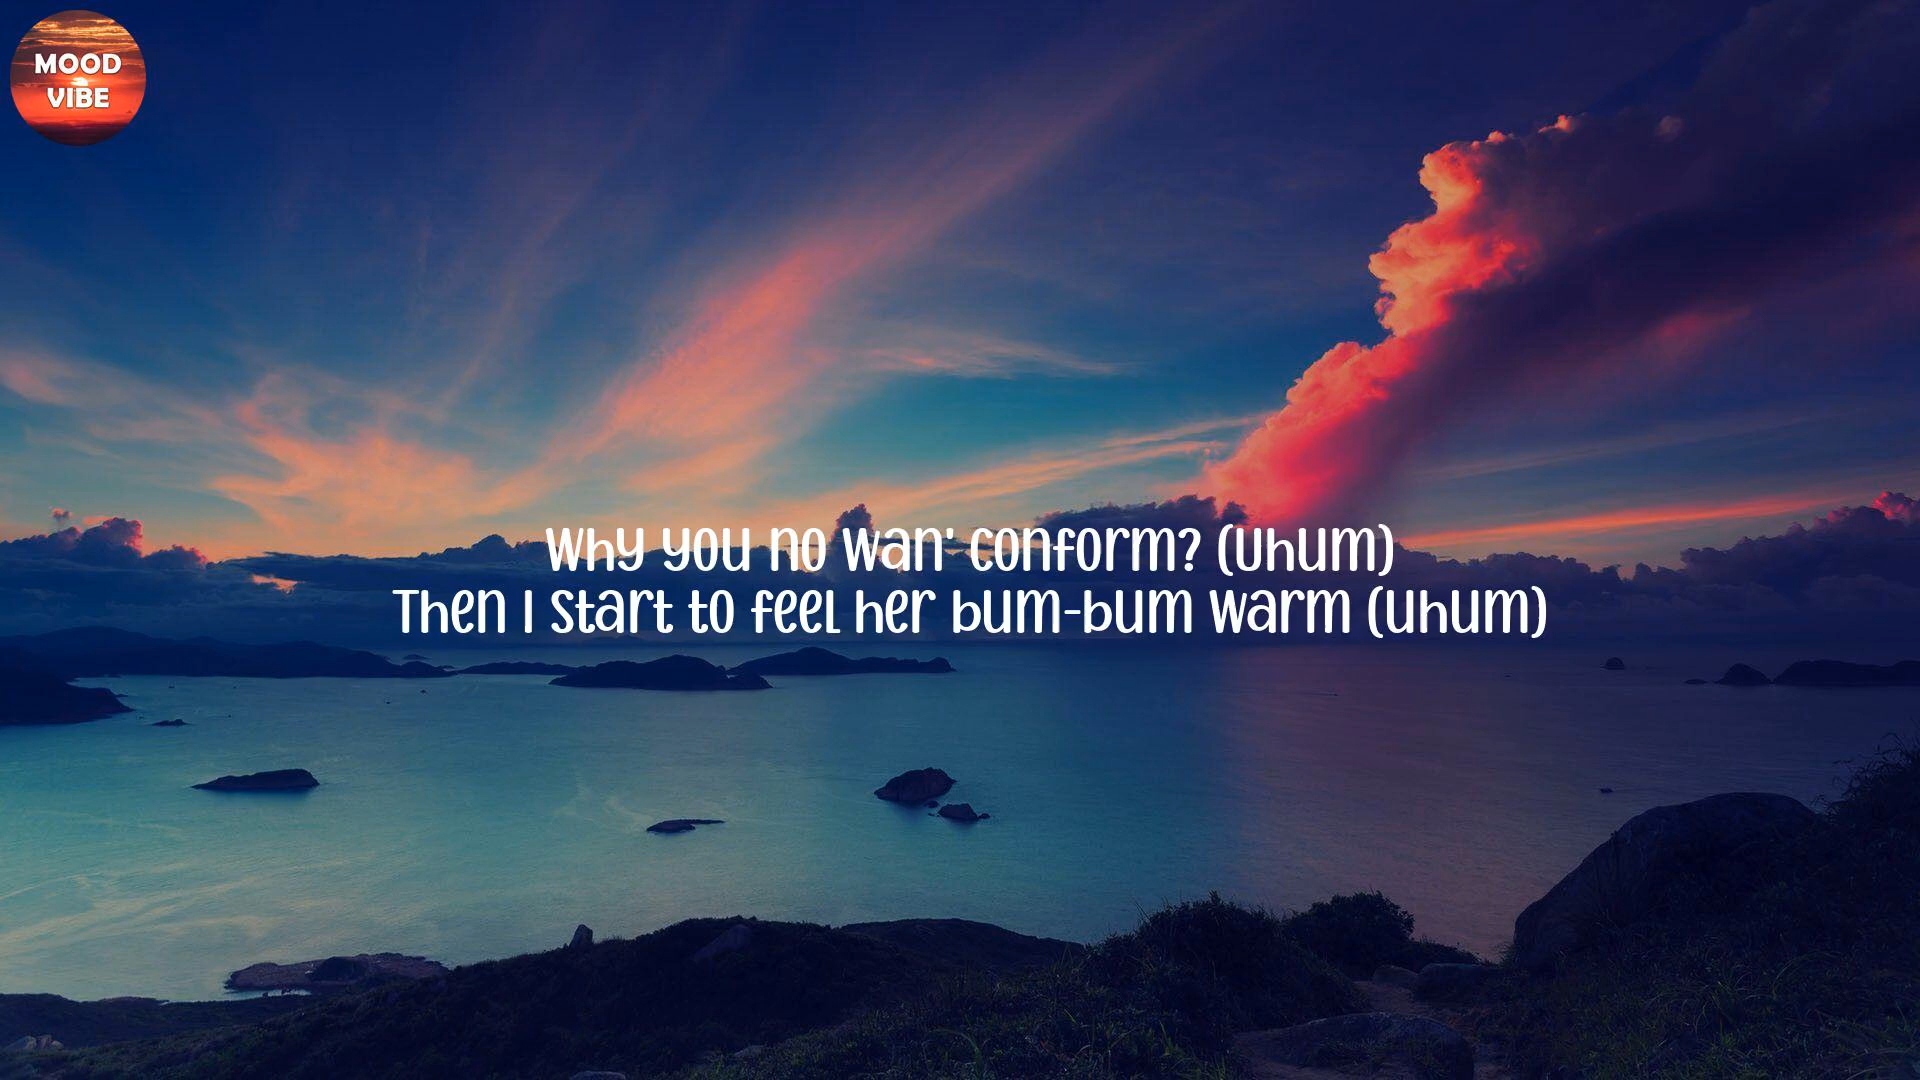 MOOD
VIBE
Why you no wan' conform? (Uhum)
Then I start to feel her bum-bum warm (Uhum)